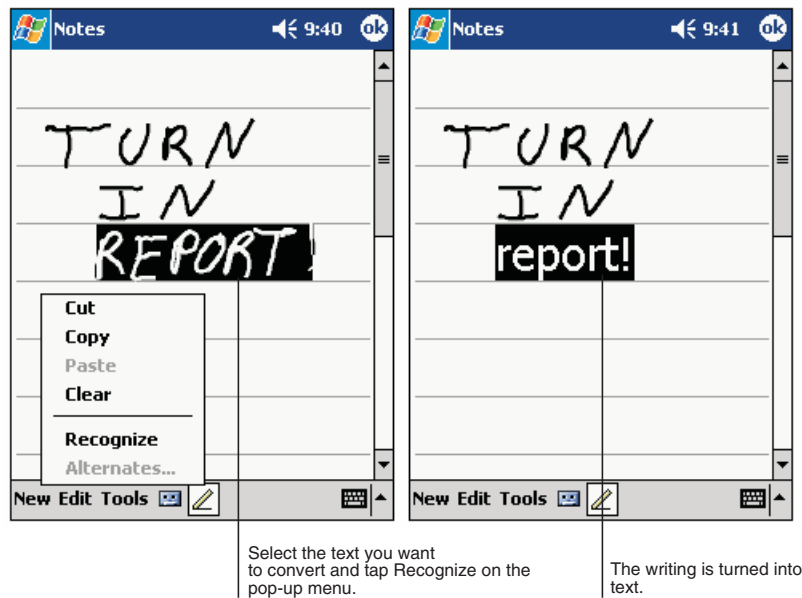 Notes 9:40 ok
TURN
IN
REPORT!
Cut
Copy
Paste
Clear
Recognize
Alternates...
New Edit Tools
Select the text you want
to convert and tap Recognize on the
pop-up menu.
Notes 9:41 ok
TURN
IN
report!
New Edit Tools
The writing is turned into
text.